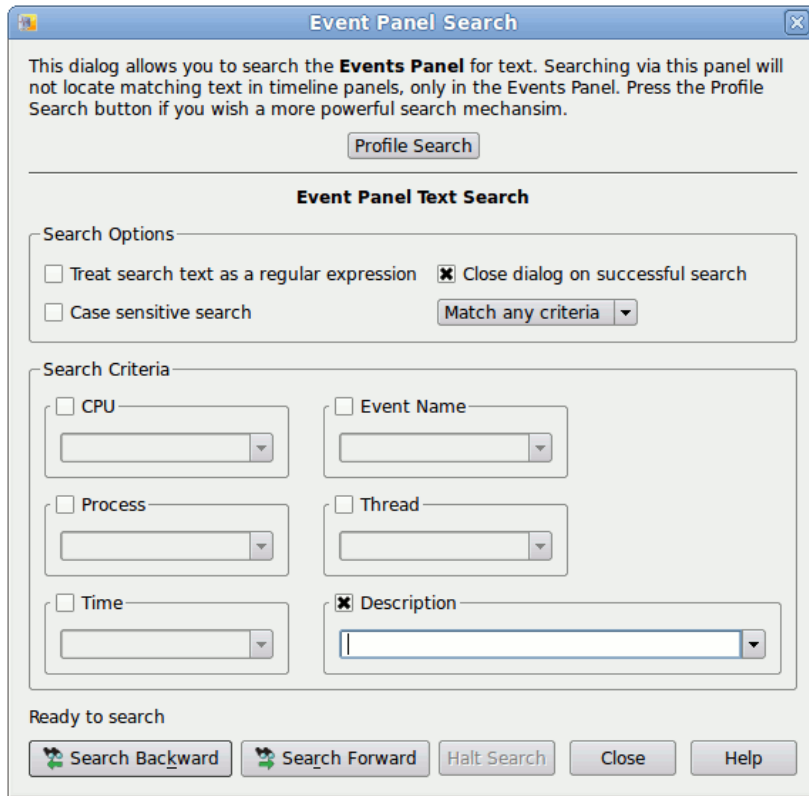 Event Panel Search
This dialog allows you to search the Events Panel for text. Searching via this panel will
not locate matching text in timeline panels, only in the Events Panel. Press the Profile
Search button if you wish a more powerful search mechansim.
Profile Search
Event Panel Text Search
Search Options
Treat search text as a regular expression Close dialog on successful search
Case sensitive search Match any criteria
Search Criteria
CPU Event Name
Process Thread
Time Description
Ready to search
Search Backward Search Forward Halt Search Close Help